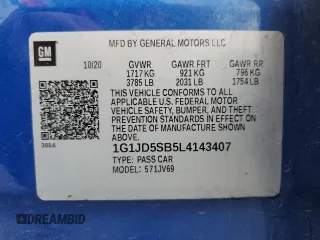 GM
MFD BY GENERAL MOTORS LLC
10/20 GVWR GAWR FRT GAWR RR
1717 KG 921 KG 796 KG
3785 LB 2031 LB 1754 LB
THIS VEHICLE CONFORMS TO ALL
APPLICABLE U.S. FEDERAL MOTOR
VEHICLE SAFETY, BUMPER, AND THEFT
PREVENTION STANDARDS IN EFFECT ON
THE DATE OF MANUFACTURE SHOWN ABOVE.
1G1JD5SB5L4143407
TYPE: PASS CAR
MODEL: 571JV69
AUTOBIDMASTER